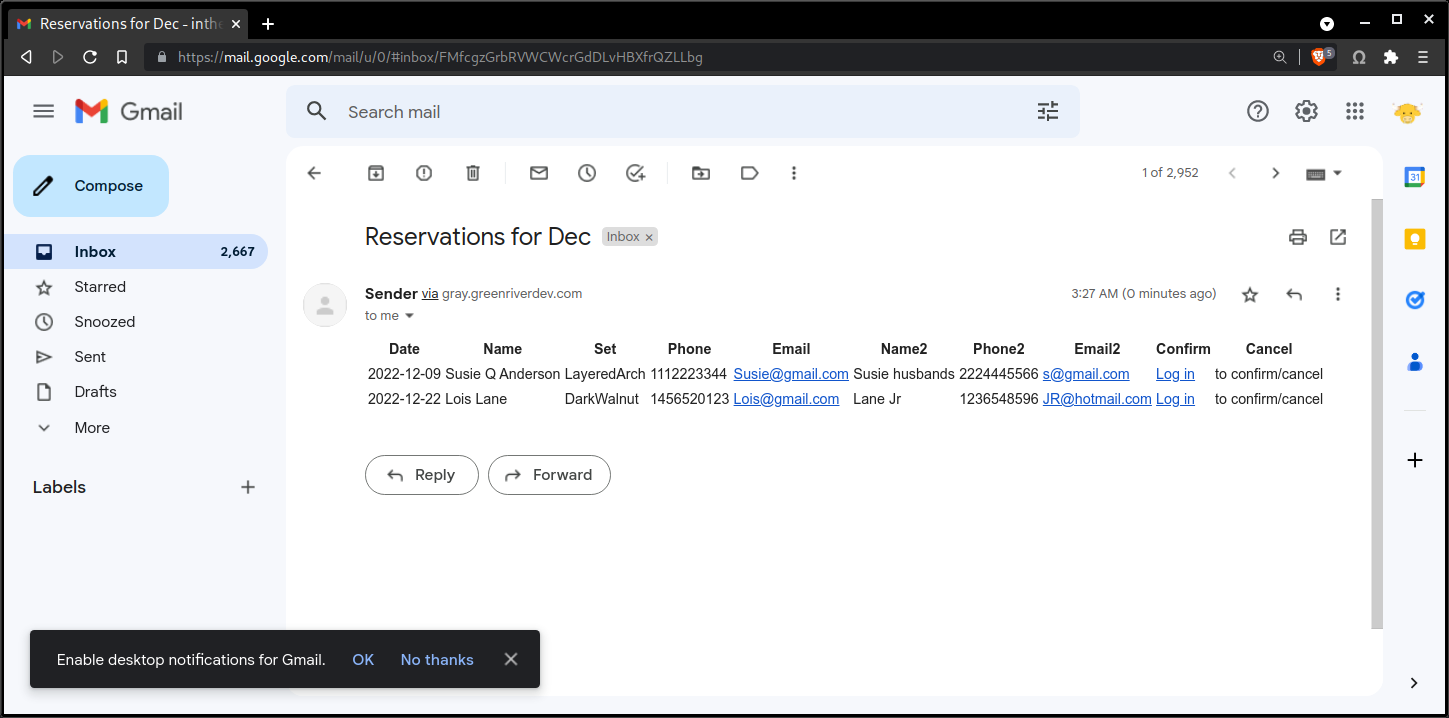 Reservations for Dec - inthe
https://mail.google.com/mail/u/0/#inbox/FMfcgzGrbRVWCWcrGdDLvHBXfrQZLLbg
5
Gmail
Search mail
Compose
1 of 2,952
31
Reservations for Dec Inbox
Inbox 2,667
Starred
Snoozed
Sent
Drafts
More
Labels
Sender via gray.greenriverdev.com 3:27 AM (0 minutes ago)
to me
Date Name Set Phone Email Name2 Phone2 Email2 Confirm Cancel
2022-12-09 Susie Q Anderson LayeredArch 1112223344 Susie@gmail.com Susie husbands 2224445566 s@gmail.com Log in to confirm/cancel
2022-12-22 Lois Lane DarkWalnut 1456520123 Lois@gmail.com Lane Jr 1236548596 JR@hotmail.com Log in to confirm/cancel
Reply Forward
Enable desktop notifications for Gmail. OK No thanks